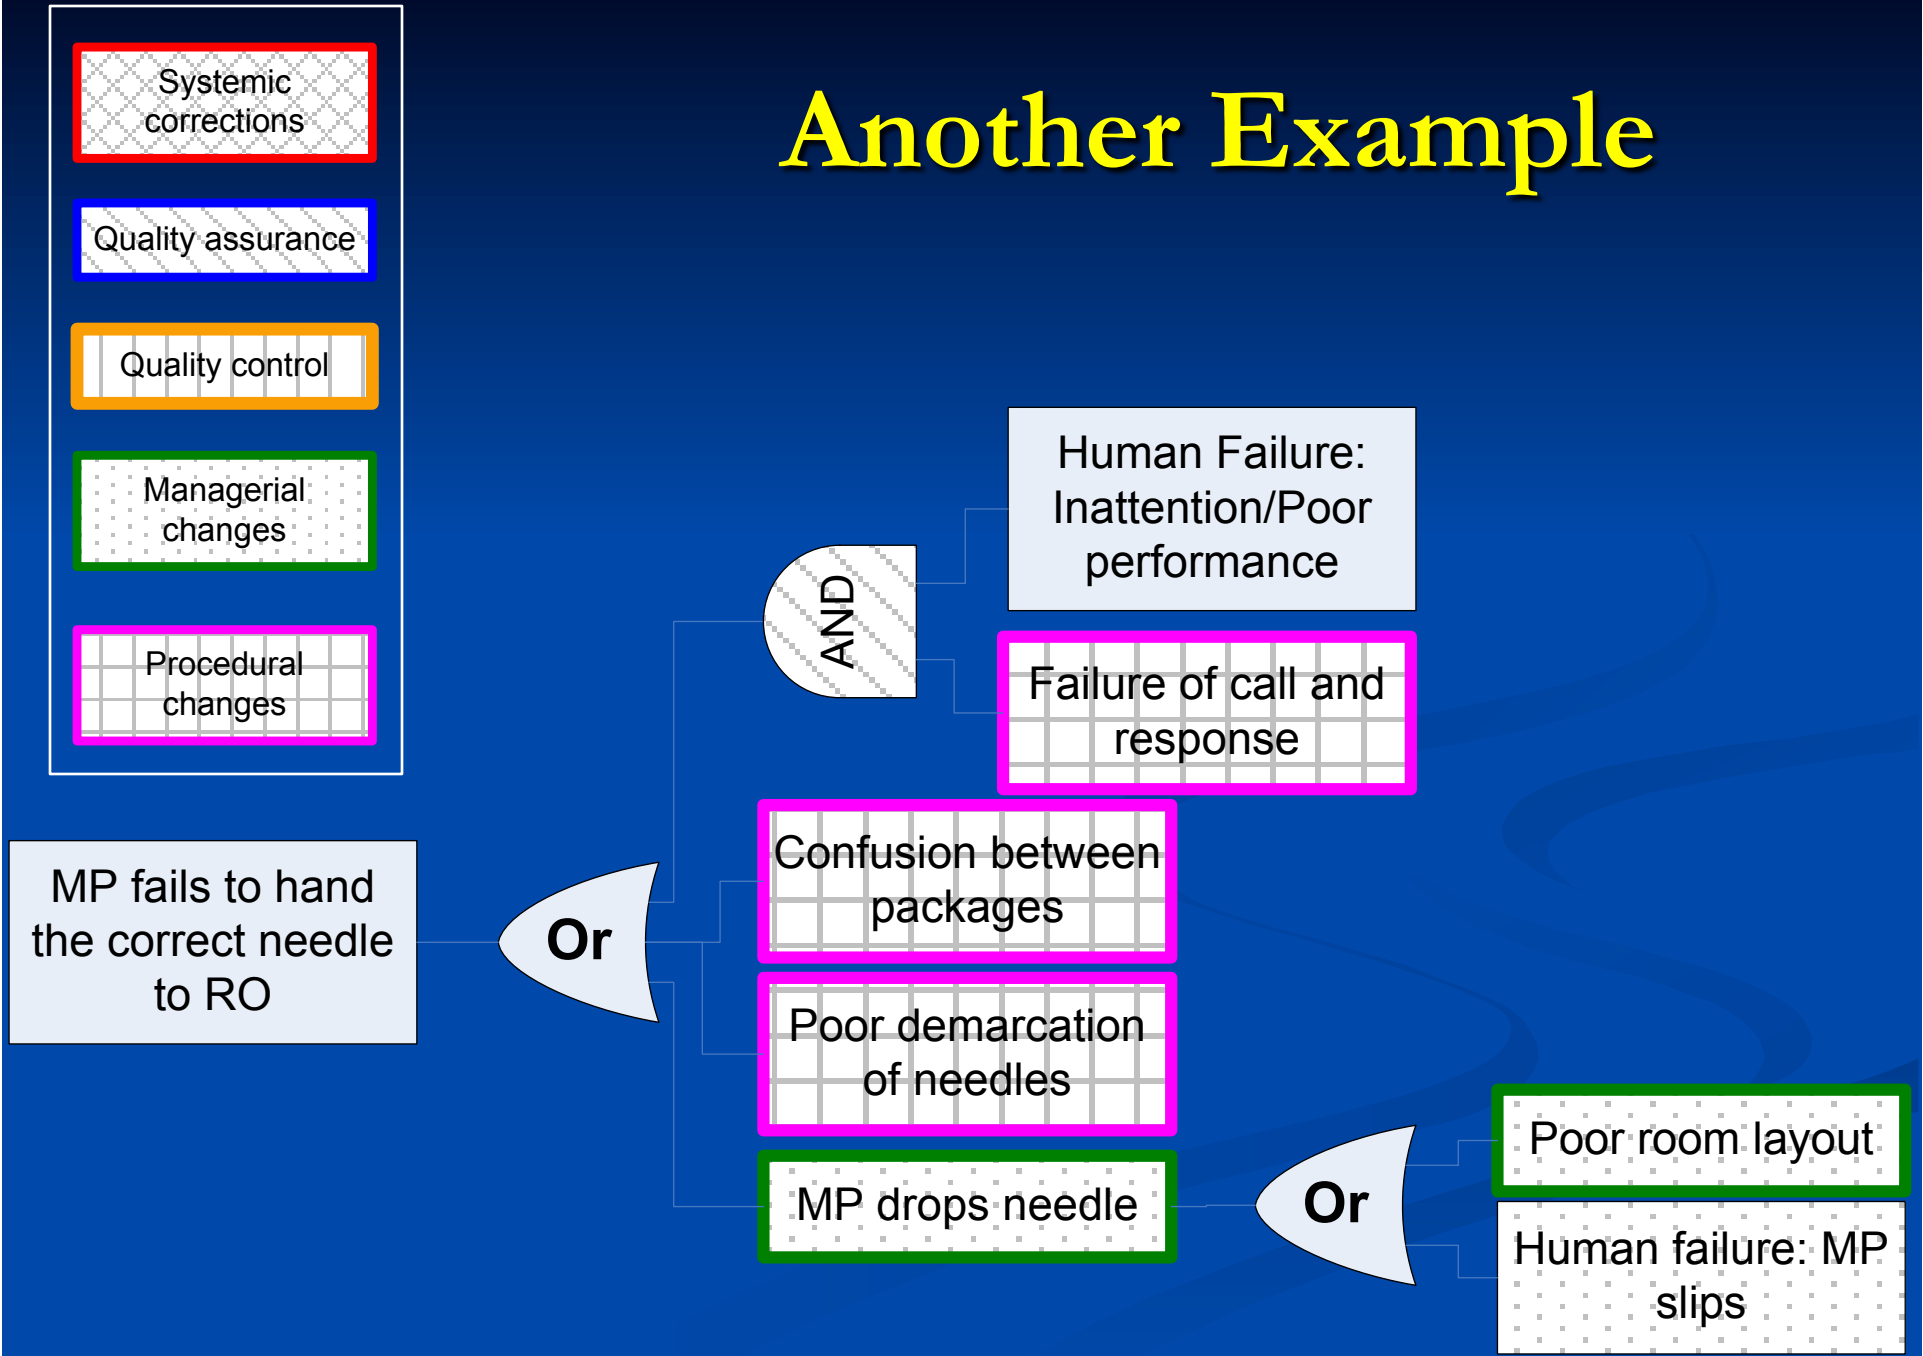 Another Example
Systemic
corrections
Quality assurance
Quality control
Managerial
changes
Procedural
changes
MP fails to hand
the correct needle
to RO
Or
AND
Human Failure:
Inattention/Poor
performance
Failure of call and
response
Confusion between
packages
Poor demarcation
of needles
MP drops needle
Or
Poor room layout
Human failure: MP
slips